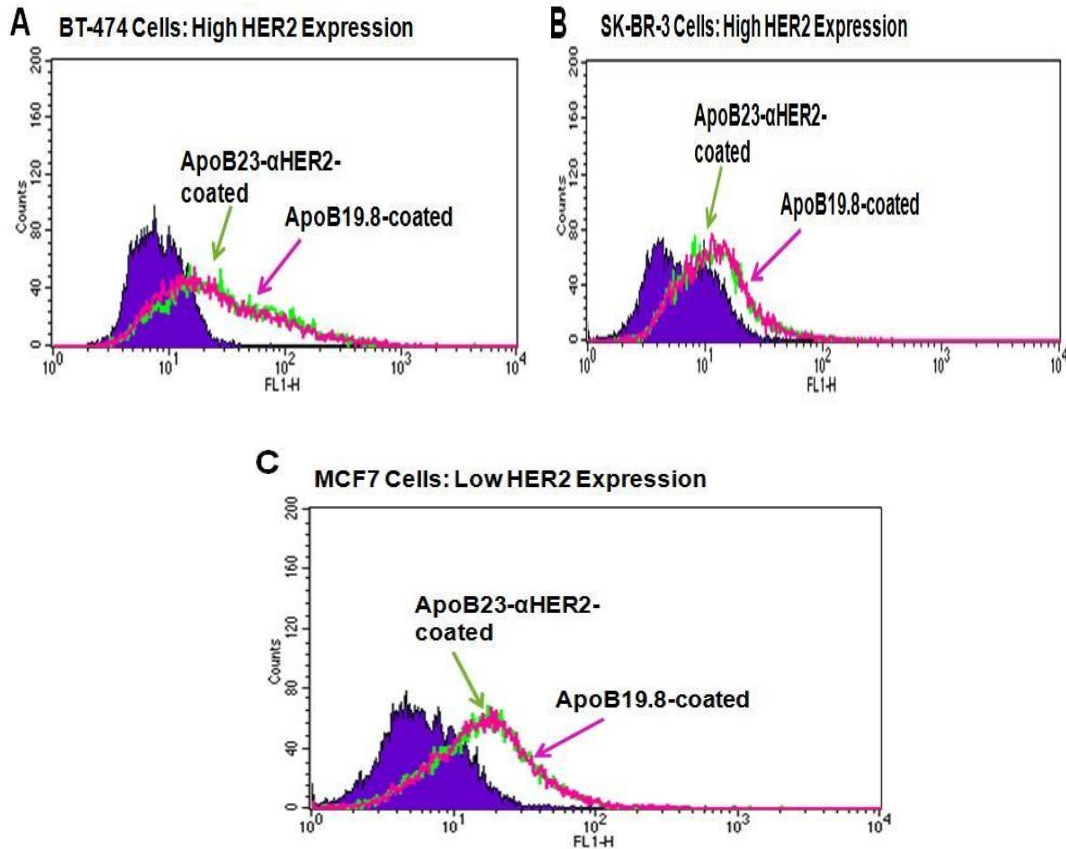 A BT-474 Cells: High HER2 Expression
200
160
120
80
40
0
Counts
ApoB23-αHER2-
coated
ApoB19.8-coated
10⁰ 10¹ 10² 10³ 10⁴
FL1-H
B SK-BR-3 Cells: High HER2 Expression
200
160
120
80
40
0
Counts
ApoB23-αHER2-
coated
ApoB19.8-coated
10⁰ 10¹ 10² 10³ 10⁴
FL1-H
C
MCF7 Cells: Low HER2 Expression
200
160
120
80
40
0
Counts
ApoB23-αHER2-
coated
ApoB19.8-coated
10⁰ 10¹ 10² 10³ 10⁴
FL1-H